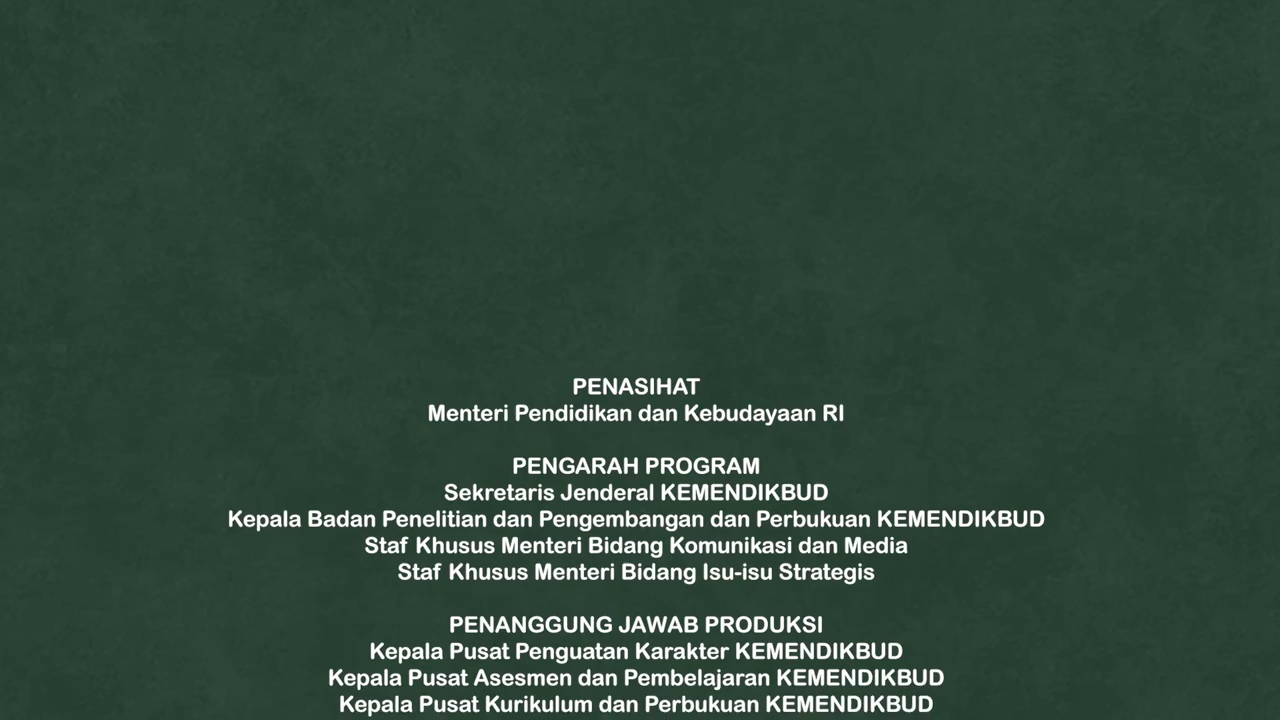 PENASIHAT
Menteri Pendidikan dan Kebudayaan RI
PENGARAH PROGRAM
Sekretaris Jenderal KEMENDIKBUD
Kepala Badan Penelitian dan Pengembangan dan Perbukuan KEMENDIKBUD
Staf Khusus Menteri Bidang Komunikasi dan Media
Staf Khusus Menteri Bidang Isu-isu Strategis
PENANGGUNG JAWAB PRODUKSI
Kepala Pusat Penguatan Karakter KEMENDIKBUD
Kepala Pusat Asesmen dan Pembelajaran KEMENDIKBUD
Kepala Pusat Kurikulum dan Perbukuan KEMENDIKBUD